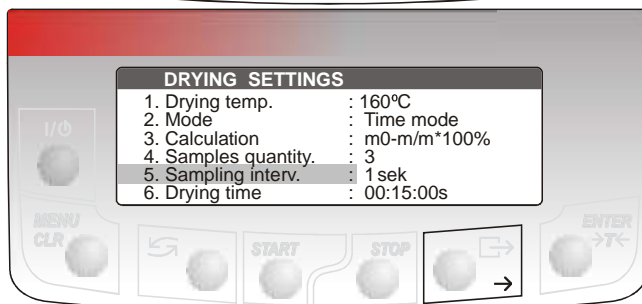 DRYING SETTINGS
1. Drying temp. : 160ºC
2. Mode : Time mode
3. Calculation : m0-m/m*100%
4. Samples quantity. : 3
5. Sampling interv. : 1 sek
6. Drying time : 00:15:00s
I/⏻
MENU
CLR
START
STOP
→
ENTER
→T←